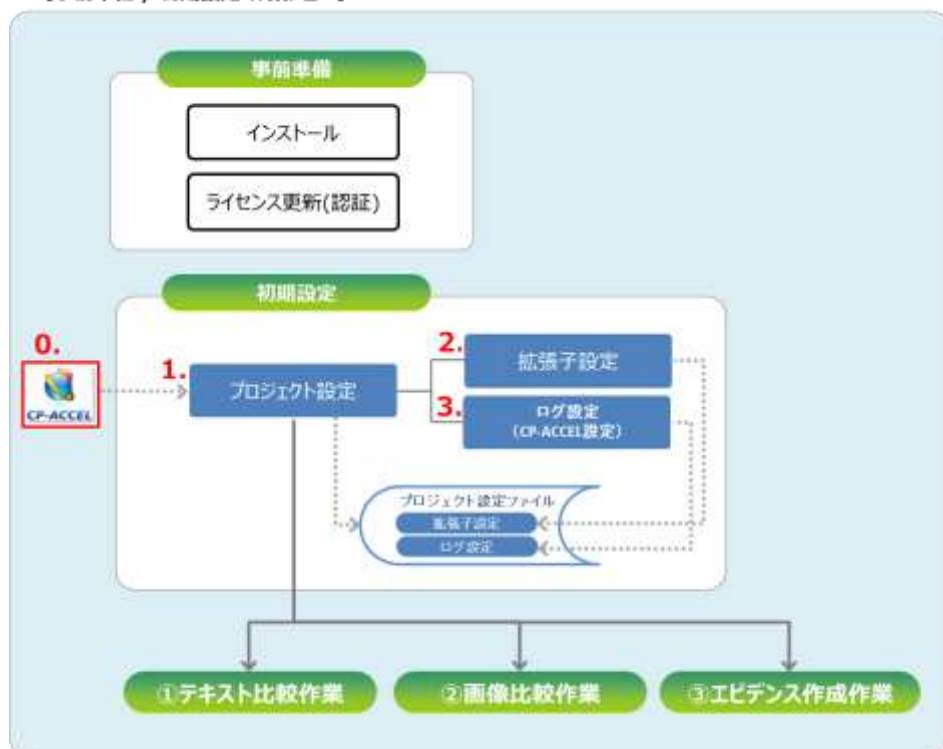 事前準備
インストール
ライセンス更新(認証)
初期設定
0.
CP-ACCEL
1.
プロジェクト設定
2.
拡張子設定
3.
ログ設定
(CP-ACCEL設定)
プロジェクト設定ファイル
拡張子設定
ログ設定
①テキスト比較作業
②画像比較作業
③エビデンス作成作業